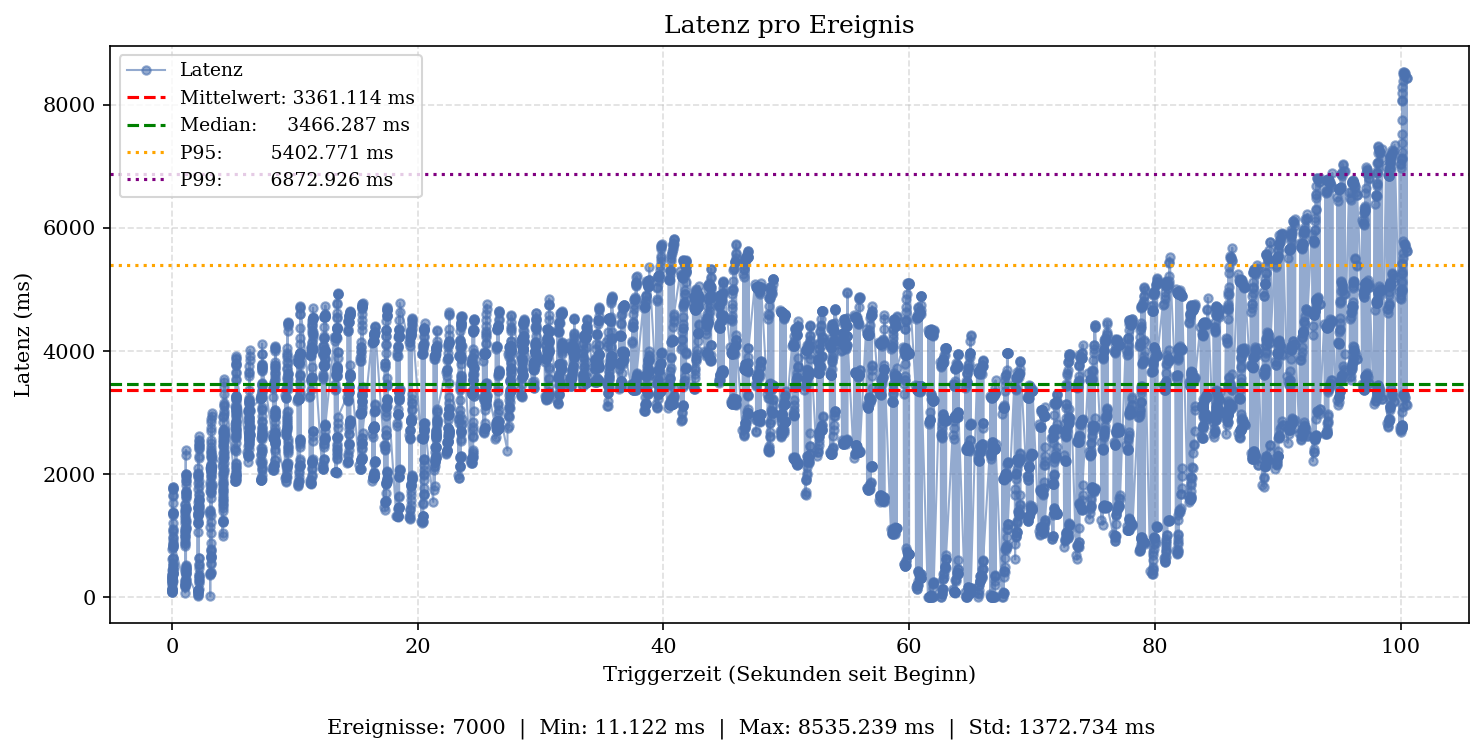 Latenz pro Ereignis
Latenz (ms)
8000
6000
4000
2000
0
Latenz
Mittelwert: 3361.114 ms
Median: 3466.287 ms
P95: 5402.771 ms
P99: 6872.926 ms
0 20 40 60 80 100
Triggerzeit (Sekunden seit Beginn)
Ereignisse: 7000 | Min: 11.122 ms | Max: 8535.239 ms | Std: 1372.734 ms